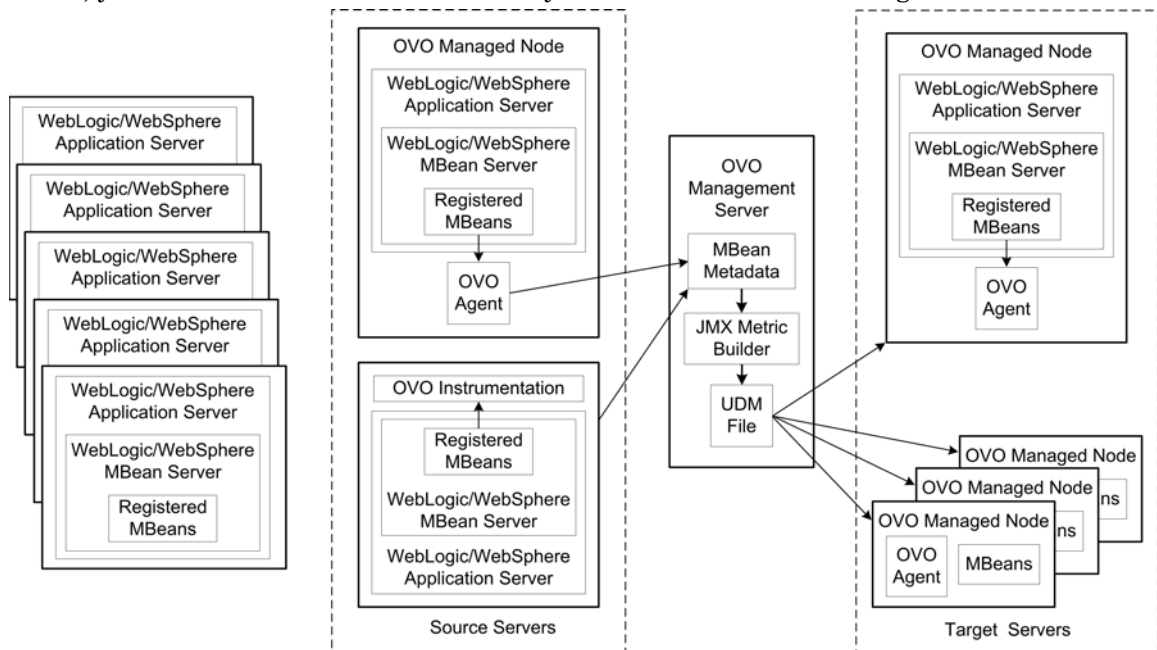 WebLogic/WebSphere
Application Server
WebLogic/WebSphere
Application Server
WebLogic/WebSphere
Application Server
WebLogic/WebSphere
Application Server
WebLogic/WebSphere
Application Server
WebLogic/WebSphere
MBean Server
Registered
MBeans
OVO Managed Node
WebLogic/WebSphere
Application Server
WebLogic/WebSphere
MBean Server
Registered
MBeans
OVO
Agent
OVO Instrumentation
Registered
MBeans
WebLogic/WebSphere
MBean Server
WebLogic/WebSphere
Application Server
Source Servers
OVO
Management
Server
MBean
Metadata
JMX Metric
Builder
UDM
File
OVO Managed Node
WebLogic/WebSphere
Application Server
WebLogic/WebSphere
MBean Server
Registered
MBeans
OVO
Agent
OVO Managed Node
ns
OVO Managed Node
ns
OVO Managed Node
OVO
Agent
MBeans
Target Servers